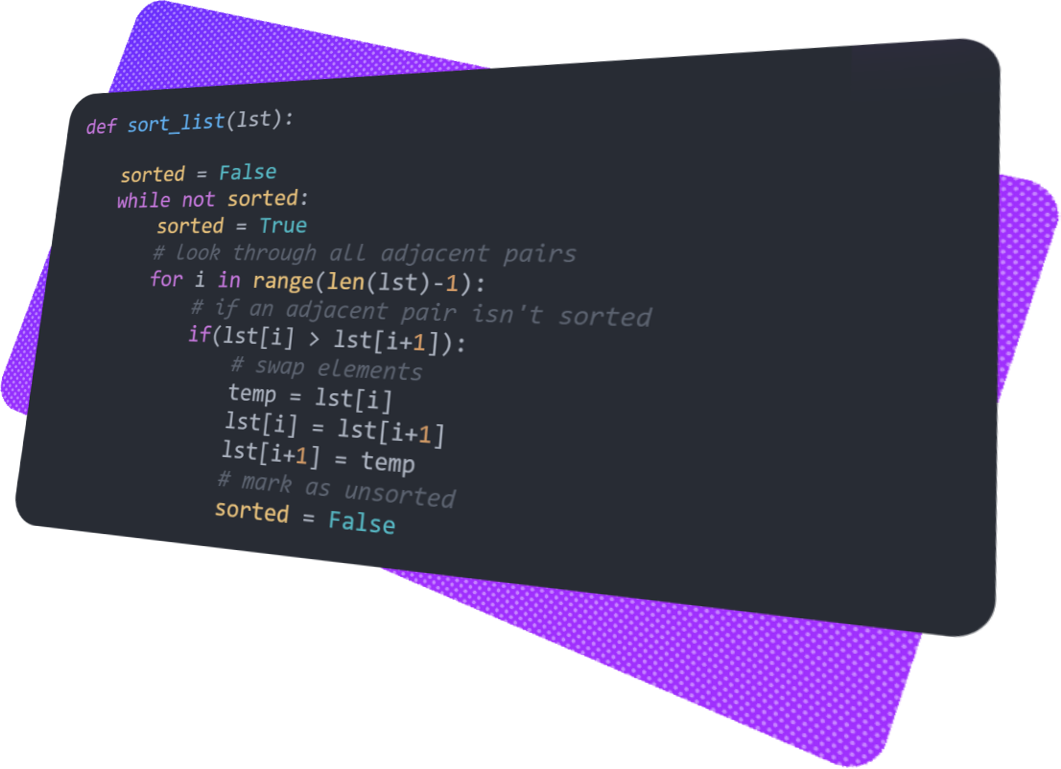 def sort_list(lst):
sorted = False
while not sorted:
sorted = True
# look through all adjacent pairs
for i in range(len(lst)-1):
# if an adjacent pair isn't sorted
if(lst[i] > lst[i+1]):
# swap elements
temp = lst[i]
lst[i] = lst[i+1]
lst[i+1] = temp
# mark as unsorted
sorted = False